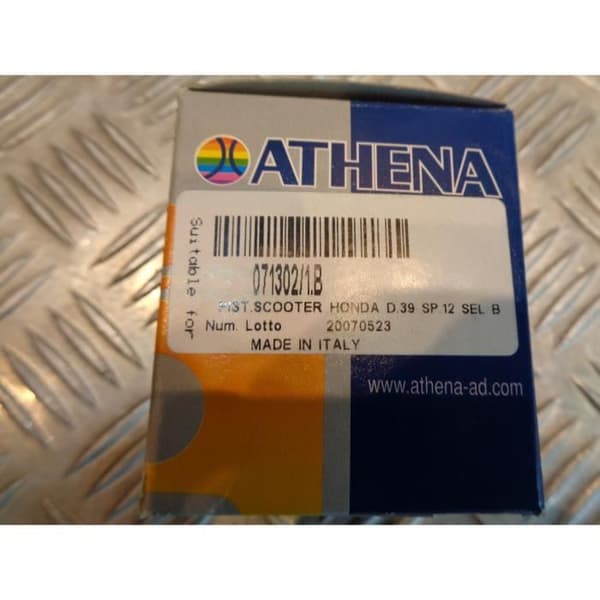 ATHENA
Suitable for
071302/1.B
PIST.SCOOTER HONDA D.39 SP.12 SEL B
Num. Lotto 20070523
MADE IN ITALY
www.athena-ad.com